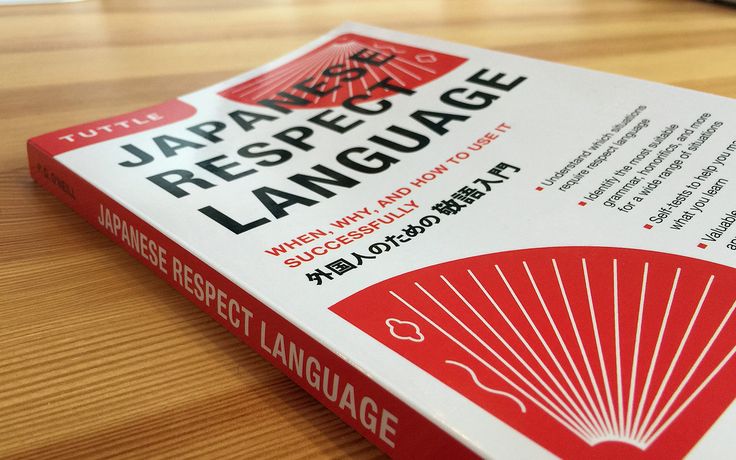 TUTTLE
JAPANESE
RESPECT
LANGUAGE
WHEN, WHY, AND HOW TO USE IT
SUCCESSFULLY
外国人のための 敬語入門
Understand which situations
require respect language
Identify the most suitable
grammar, honorifics, and more
for a wide range of situations
Self-tests to help you
what you learn
Valuable
P. G. O'NEILL
JAPANESE RESPECT LANGUAGE